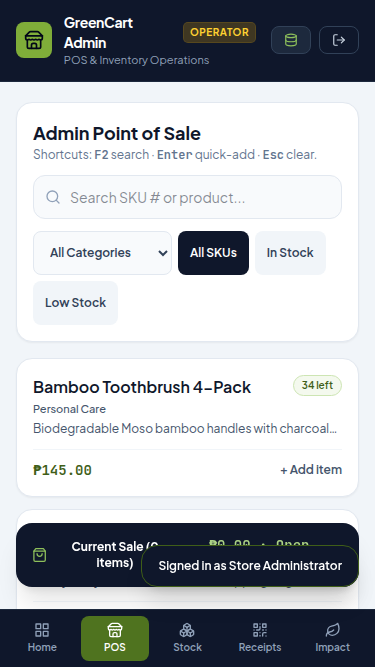 GreenCart
Admin
POS & Inventory Operations
OPERATOR
Admin Point of Sale
Shortcuts: F2 search · Enter quick-add · Esc clear.
Search SKU # or product...
All Categories
All SKUs
In Stock
Low Stock
Bamboo Toothbrush 4-Pack
34 left
Personal Care
Biodegradable Moso bamboo handles with charcoal…
₱145.00
+ Add item
Current Sale (0
items)
Signed in as Store Administrator
Home
POS
Stock
Receipts
Impact